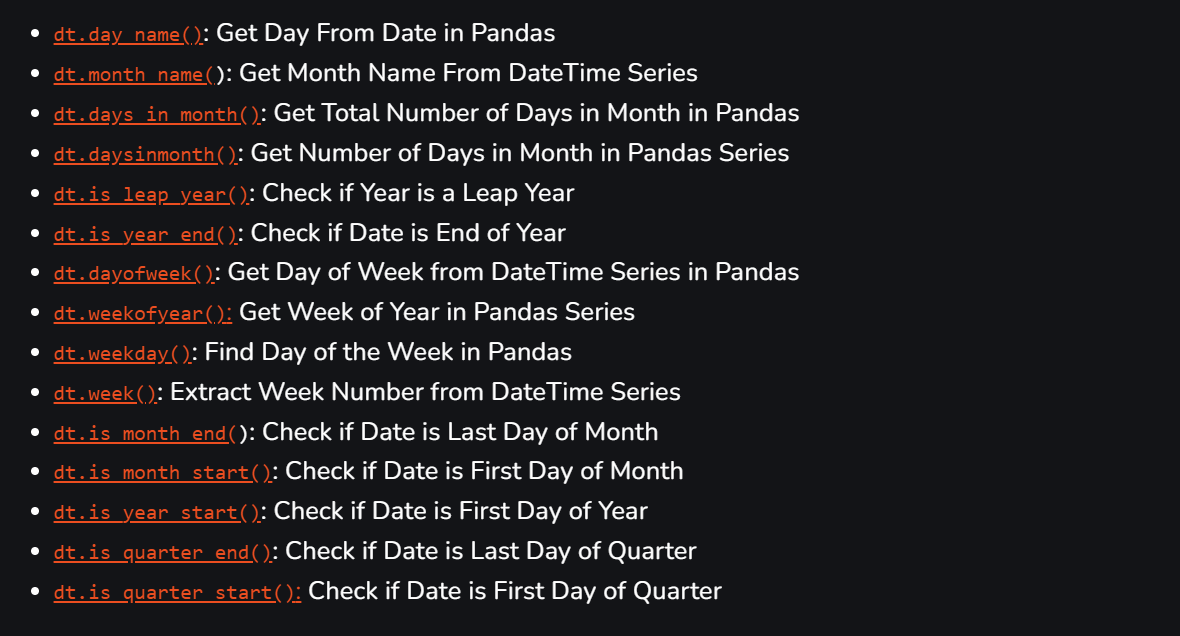 dt.day_name(): Get Day From Date in Pandas
dt.month_name(): Get Month Name From DateTime Series
dt.days_in_month(): Get Total Number of Days in Month in Pandas
dt.daysinmonth(): Get Number of Days in Month in Pandas Series
dt.is_leap_year(): Check if Year is a Leap Year
dt.is_year_end(): Check if Date is End of Year
dt.dayofweek(): Get Day of Week from DateTime Series in Pandas
dt.weekofyear(): Get Week of Year in Pandas Series
dt.weekday(): Find Day of the Week in Pandas
dt.week(): Extract Week Number from DateTime Series
dt.is_month_end(): Check if Date is Last Day of Month
dt.is_month_start(): Check if Date is First Day of Month
dt.is_year_start(): Check if Date is First Day of Year
dt.is_quarter_end(): Check if Date is Last Day of Quarter
dt.is_quarter_start(): Check if Date is First Day of Quarter